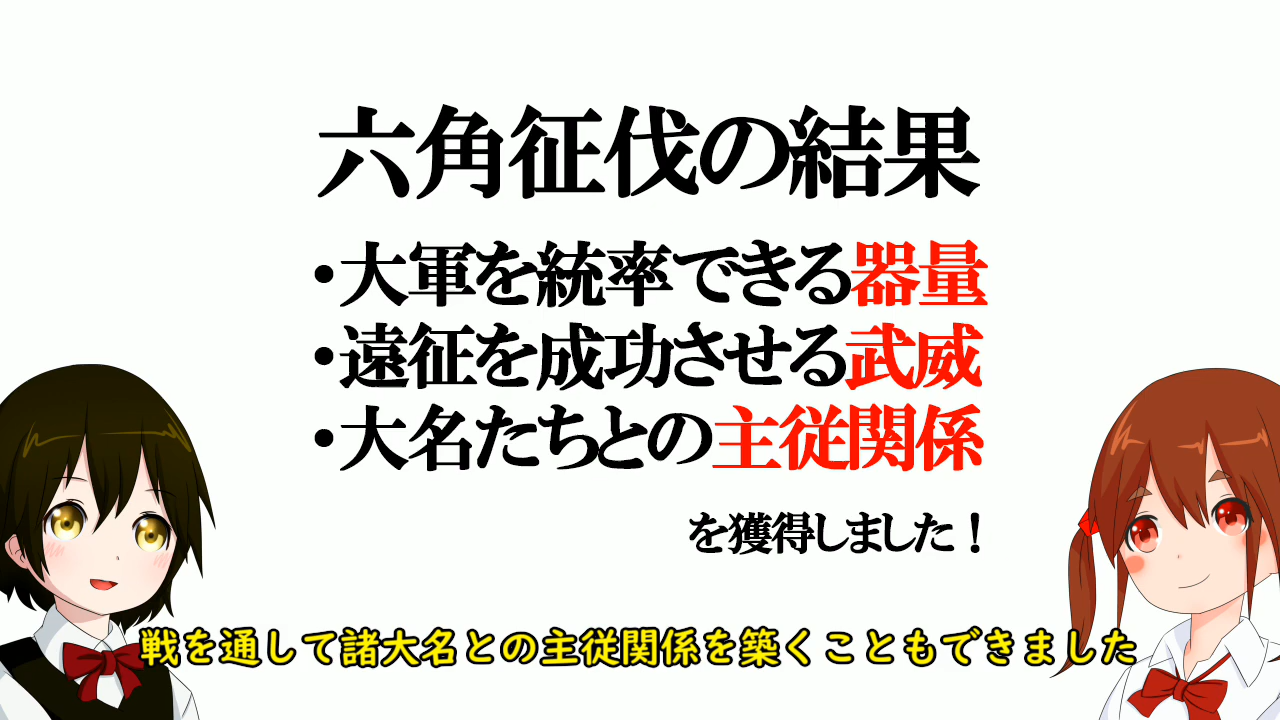 六角征伐の結果
・大軍を統率できる器量
・遠征を成功させる武威
・大名たちとの主従関係
を獲得しました！
戦を通して諸大名との主従関係を築くこともできました